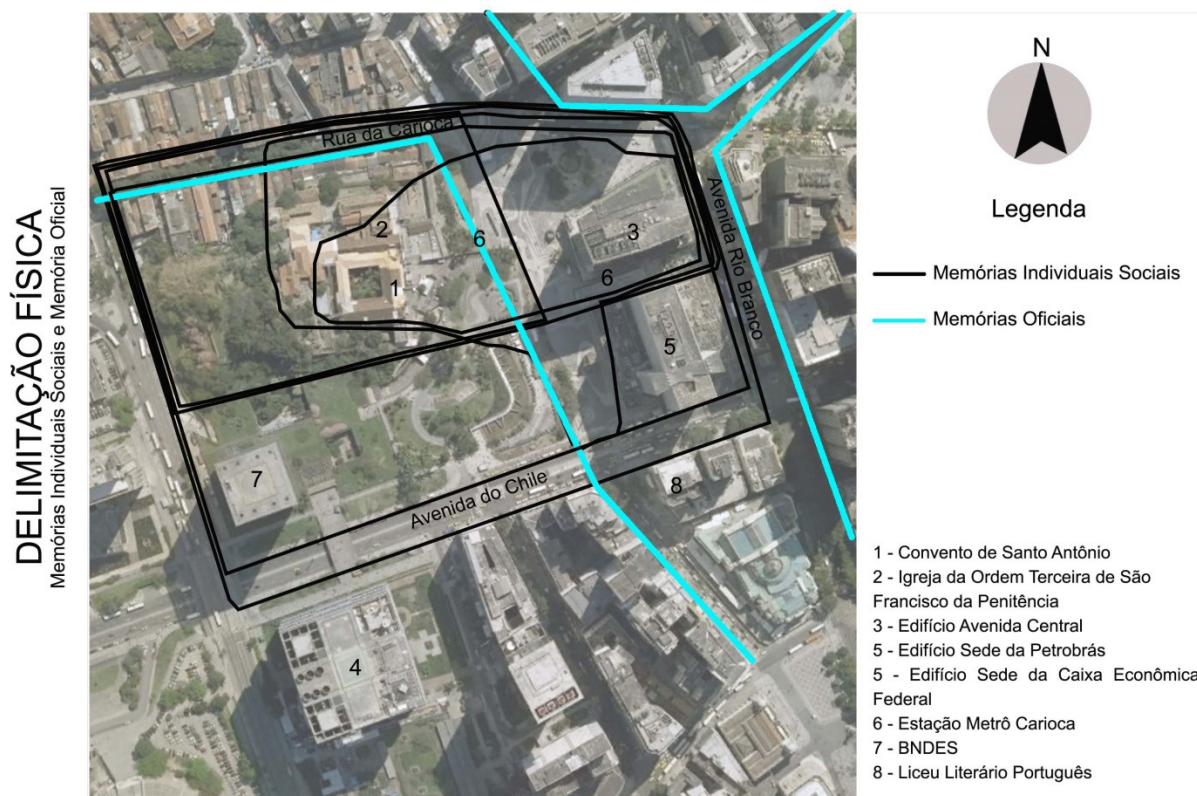 DELIMITAÇÃO FÍSICA
Memórias Individuais Sociais e Memória Oficial
Rua da Carioca
Avenida Rio Branco
Avenida do Chile
2
6
3
1
6
5
7
8
4
N
Legenda
Memórias Individuais Sociais
Memórias Oficiais
1 - Convento de Santo Antônio
2 - Igreja da Ordem Terceira de São
Francisco da Penitência
3 - Edifício Avenida Central
5 - Edifício Sede da Petrobrás
5 - Edifício Sede da Caixa Econômica
Federal
6 - Estação Metrô Carioca
7 - BNDES
8 - Liceu Literário Português